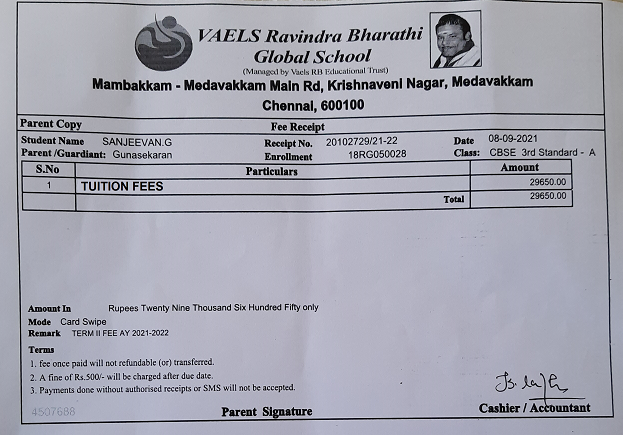 VAELS Ravindra Bharathi
Global School
(Managed by Vaels RB Educational Trust)
Mambakkam - Medavakkam Main Rd, Krishnaveni Nagar, Medavakkam
Chennai, 600100
Parent Copy Fee Receipt
Student Name SANJEEVAN.G Receipt No. 20102729/21-22 Date 08-09-2021
Parent /Guardiant: Gunasekaran Enrollment 18RG050028 Class: CBSE 3rd Standard - A
S.No Particulars Amount
1 TUITION FEES 29650.00
Total 29650.00
Amount In Rupees Twenty Nine Thousand Six Hundred Fifty only
Mode Card Swipe
Remark TERM II FEE AY 2021-2022
Terms
1. fee once paid will not refundable (or) transferred.
2. A fine of Rs.500/- will be charged after due date.
3. Payments done without authorised receipts or SMS will not be accepted.
4507688 Parent Signature Cashier / Accountant